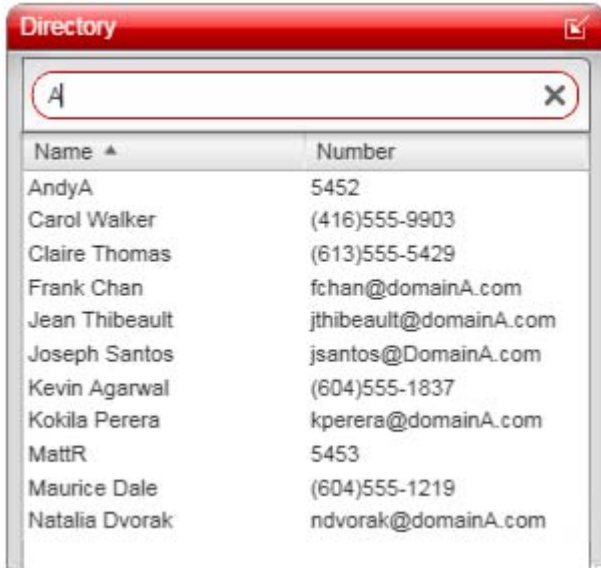 Directory
A
Name Number
AndyA 5452
Carol Walker (416)555-9903
Claire Thomas (613)555-5429
Frank Chan fchan@domainA.com
Jean Thibeault jthibeault@domainA.com
Joseph Santos jsantos@DomainA.com
Kevin Agarwal (604)555-1837
Kokila Perera kperera@domainA.com
MattR 5453
Maurice Dale (604)555-1219
Natalia Dvorak ndvorak@domainA.com